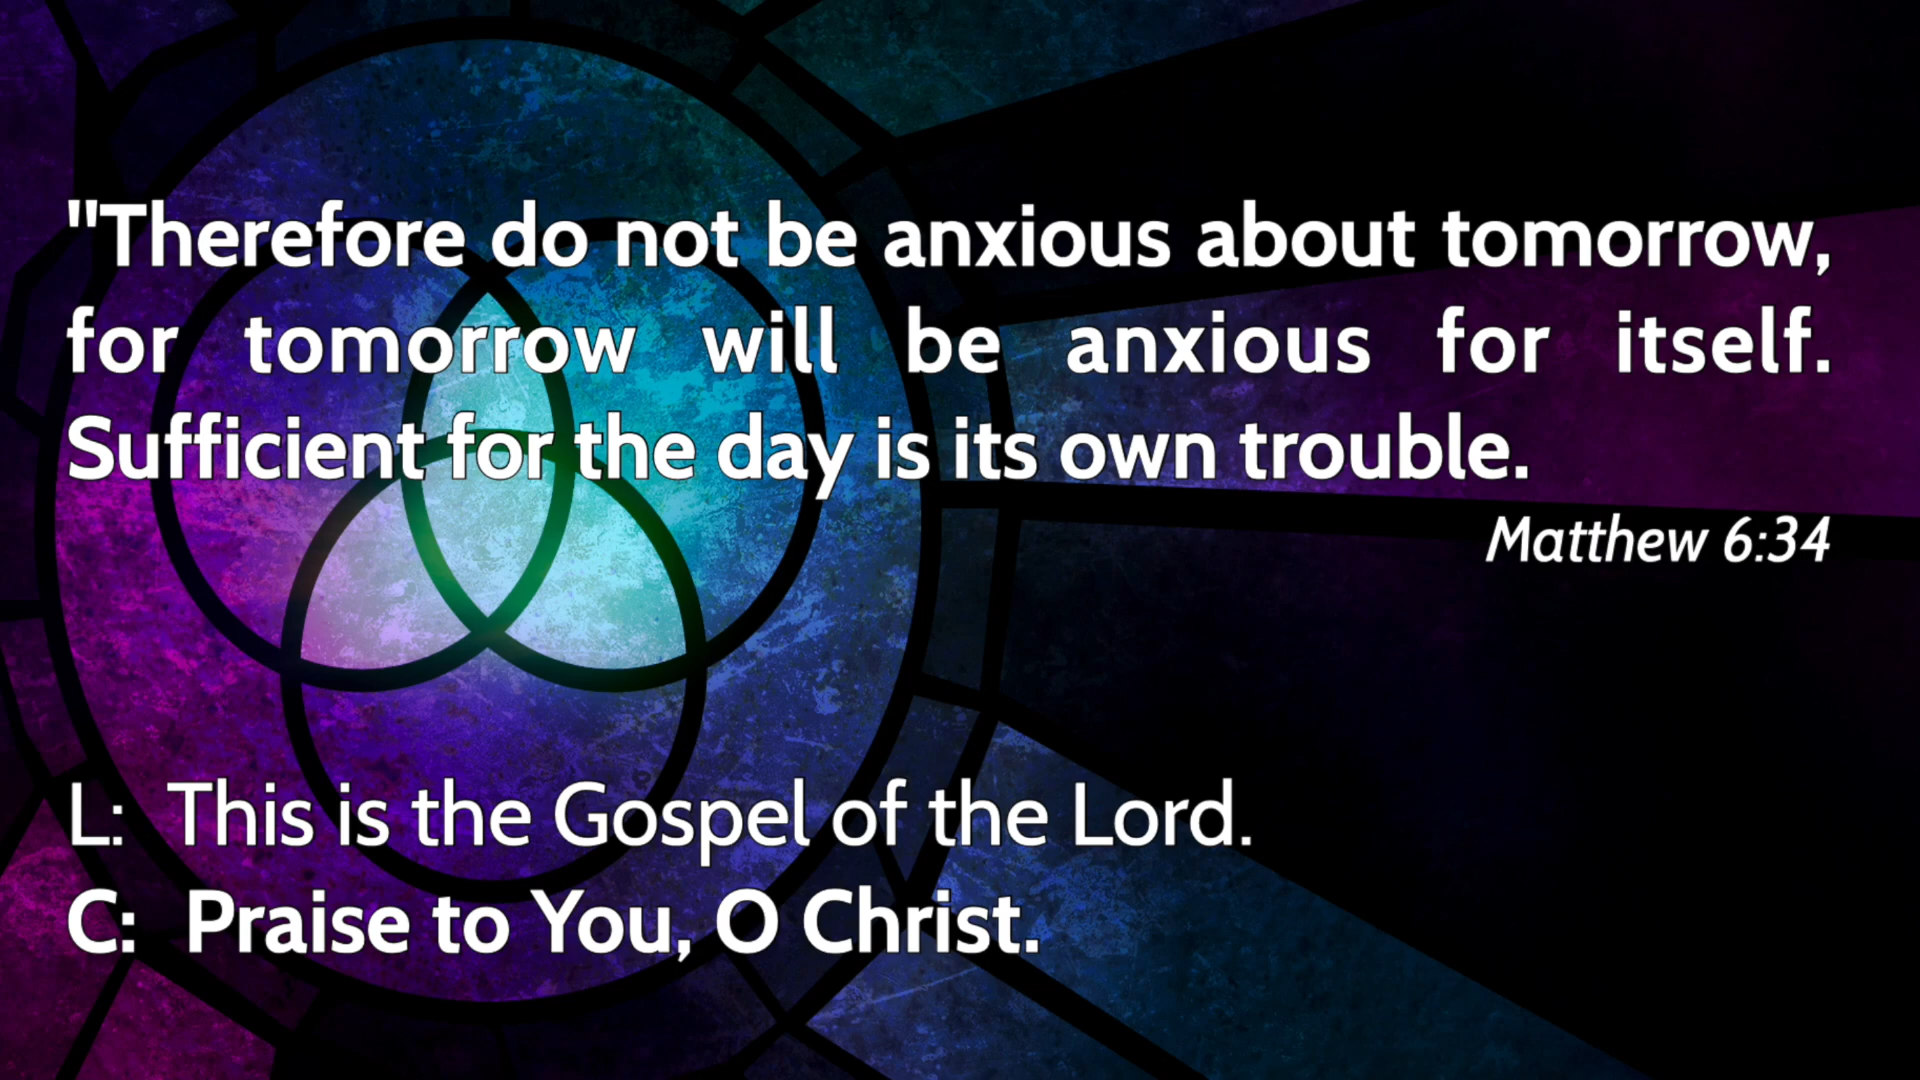 "Therefore do not be anxious about tomorrow,
for tomorrow will be anxious for itself.
Sufficient for the day is its own trouble.
Matthew 6:34
L: This is the Gospel of the Lord.
C: Praise to You, O Christ.